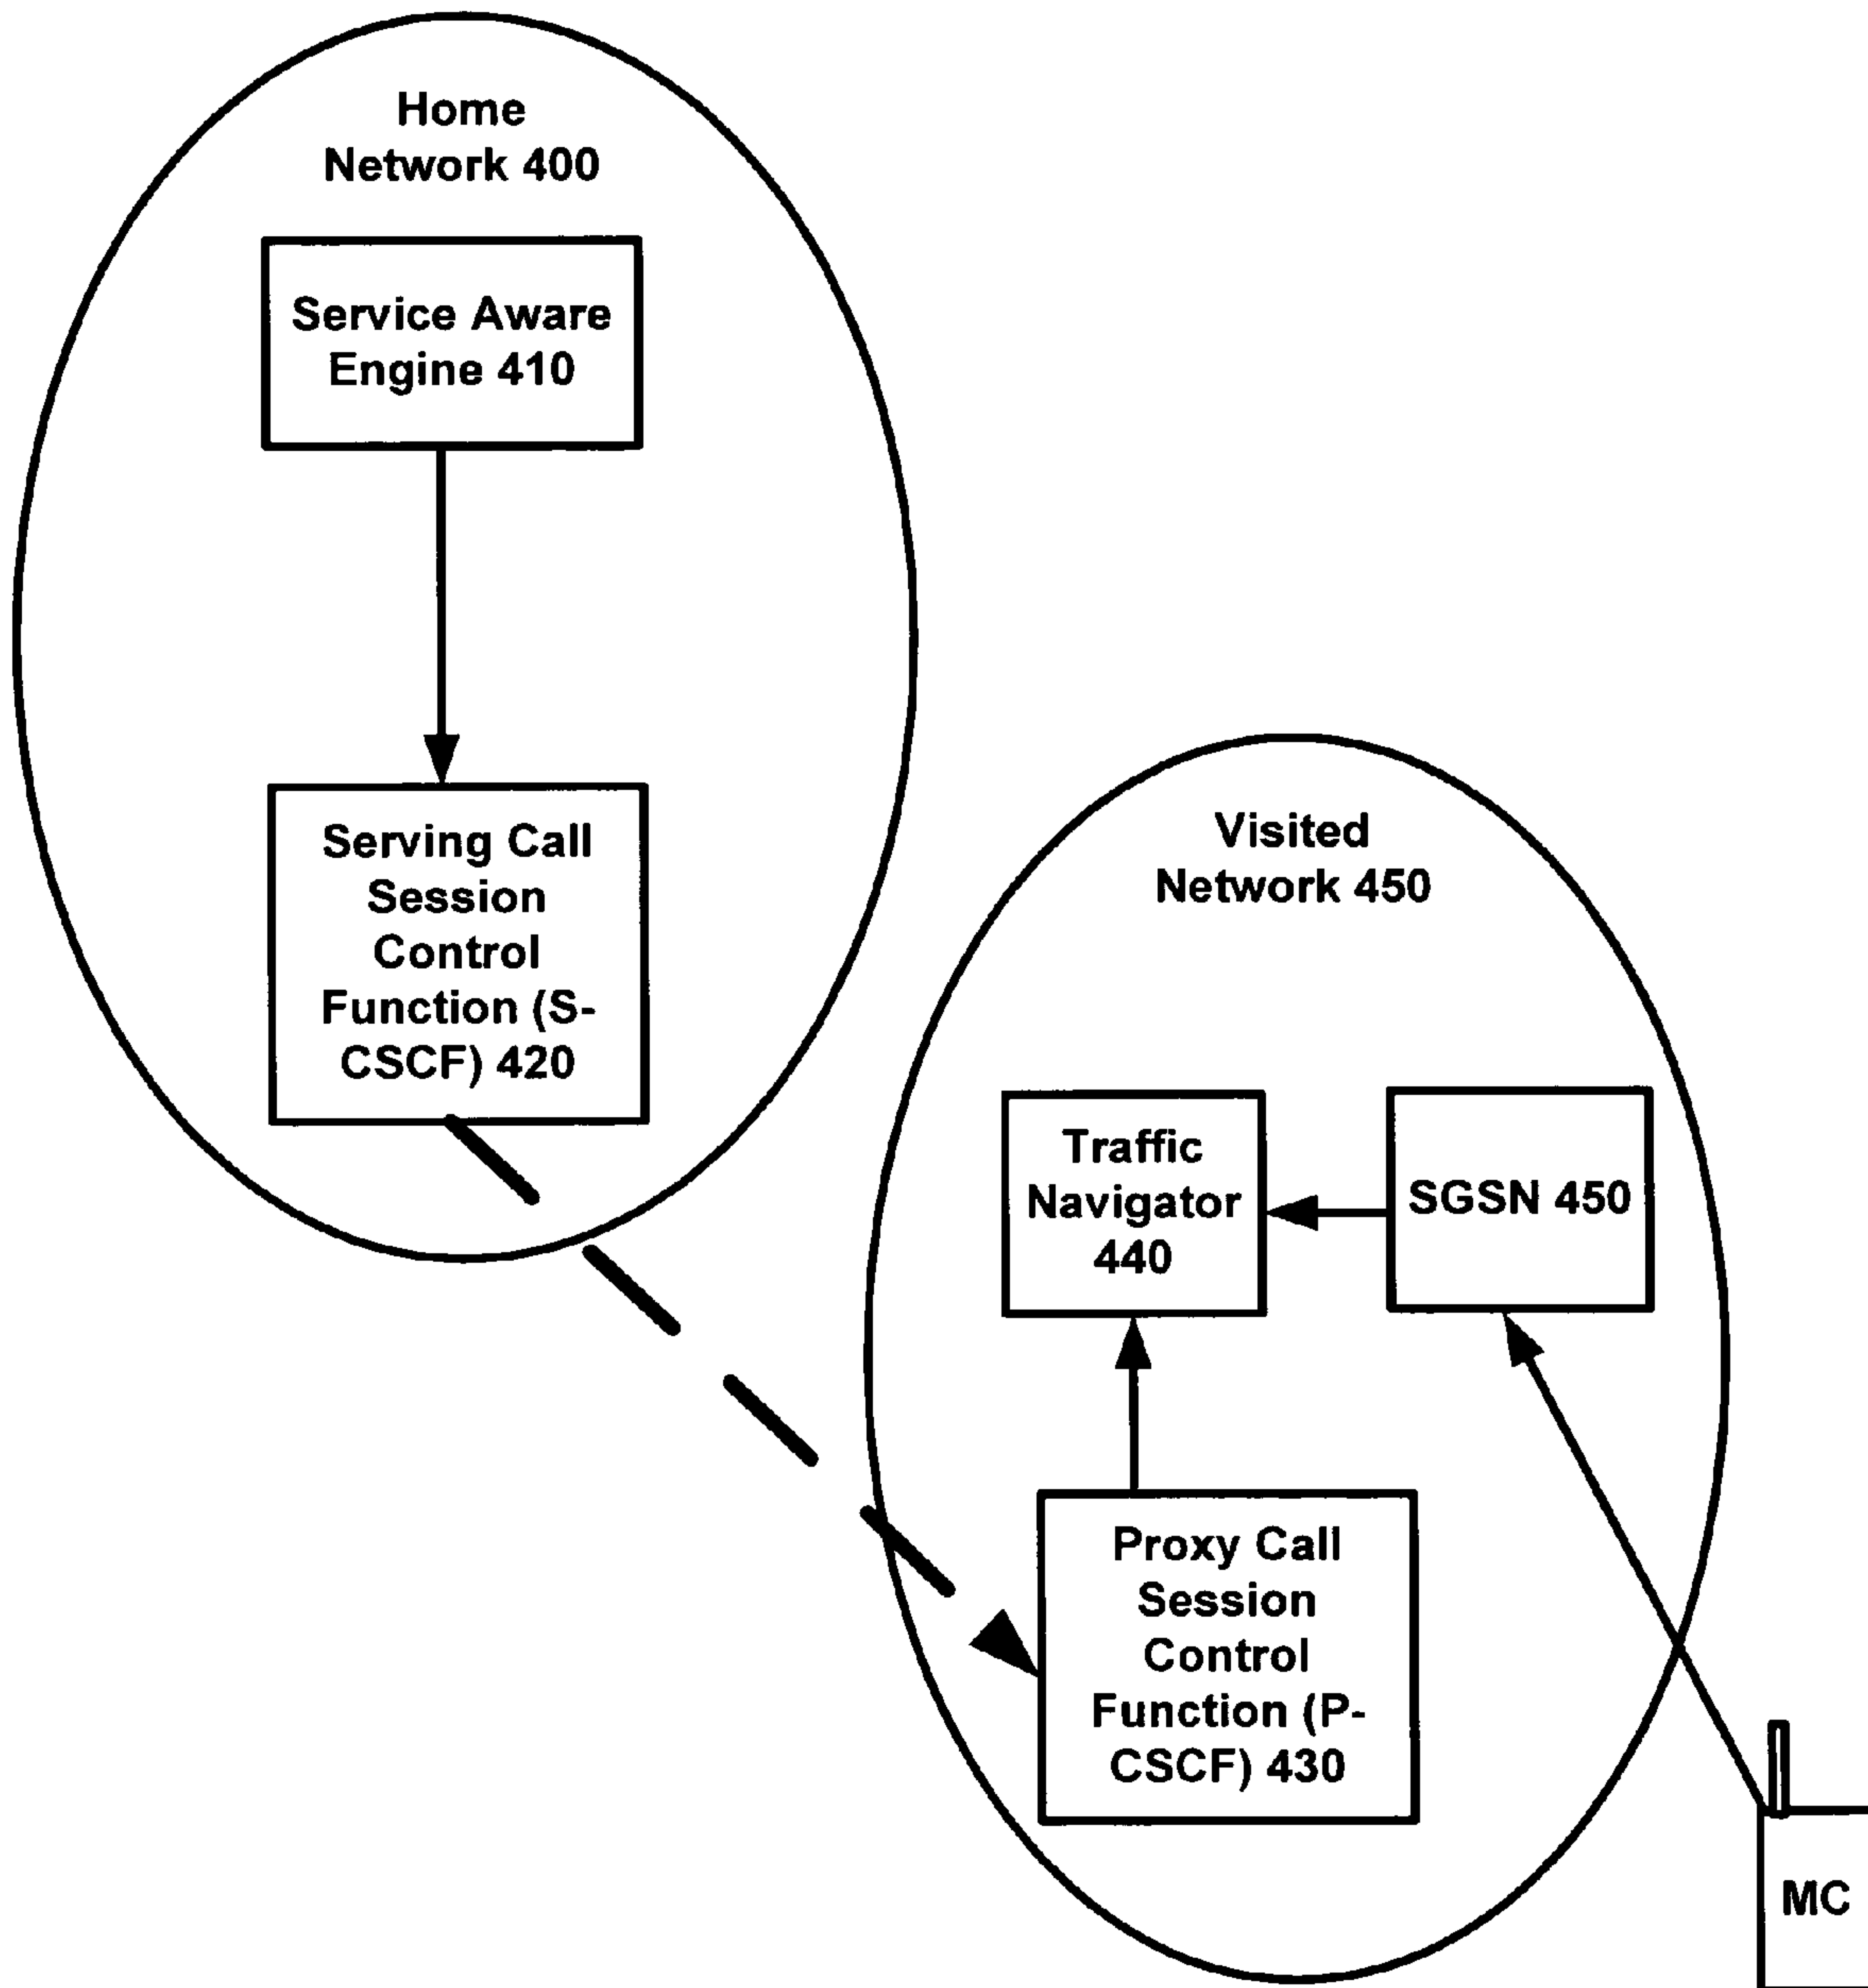 Home
Network 400
Service Aware
Engine 410
Serving Call
Session
Control
Function (S-
CSCF) 420
Visited
Network 450
Traffic
Navigator
440
SGSN 450
Proxy Call
Session
Control
Function (P-
CSCF) 430
MC